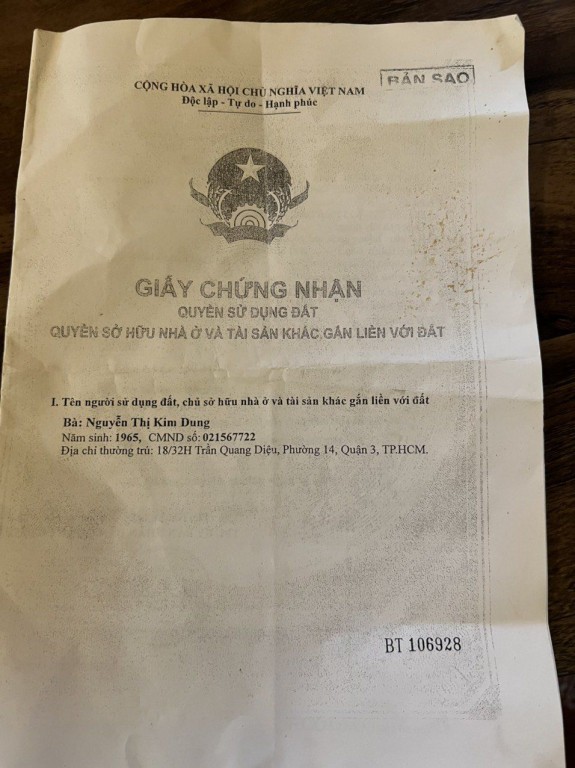 CỘNG HÒA XÃ HỘI CHỦ NGHĨA VIỆT NAM
BẢN SAO
Độc lập - Tự do - Hạnh phúc
GIẤY CHỨNG NHẬN
QUYỀN SỬ DỤNG ĐẤT
QUYỀN SỞ HỮU NHÀ Ở VÀ TÀI SẢN KHÁC GẮN LIỀN VỚI ĐẤT
I. Tên người sử dụng đất, chủ sở hữu nhà ở và tài sản khác gắn liền với đất
Bà: Nguyễn Thị Kim Dung
Năm sinh: 1965, CMND số: 021567722
Địa chỉ thường trú: 18/32H Trần Quang Diệu, Phường 14, Quận 3, TP.HCM.
BT 106928